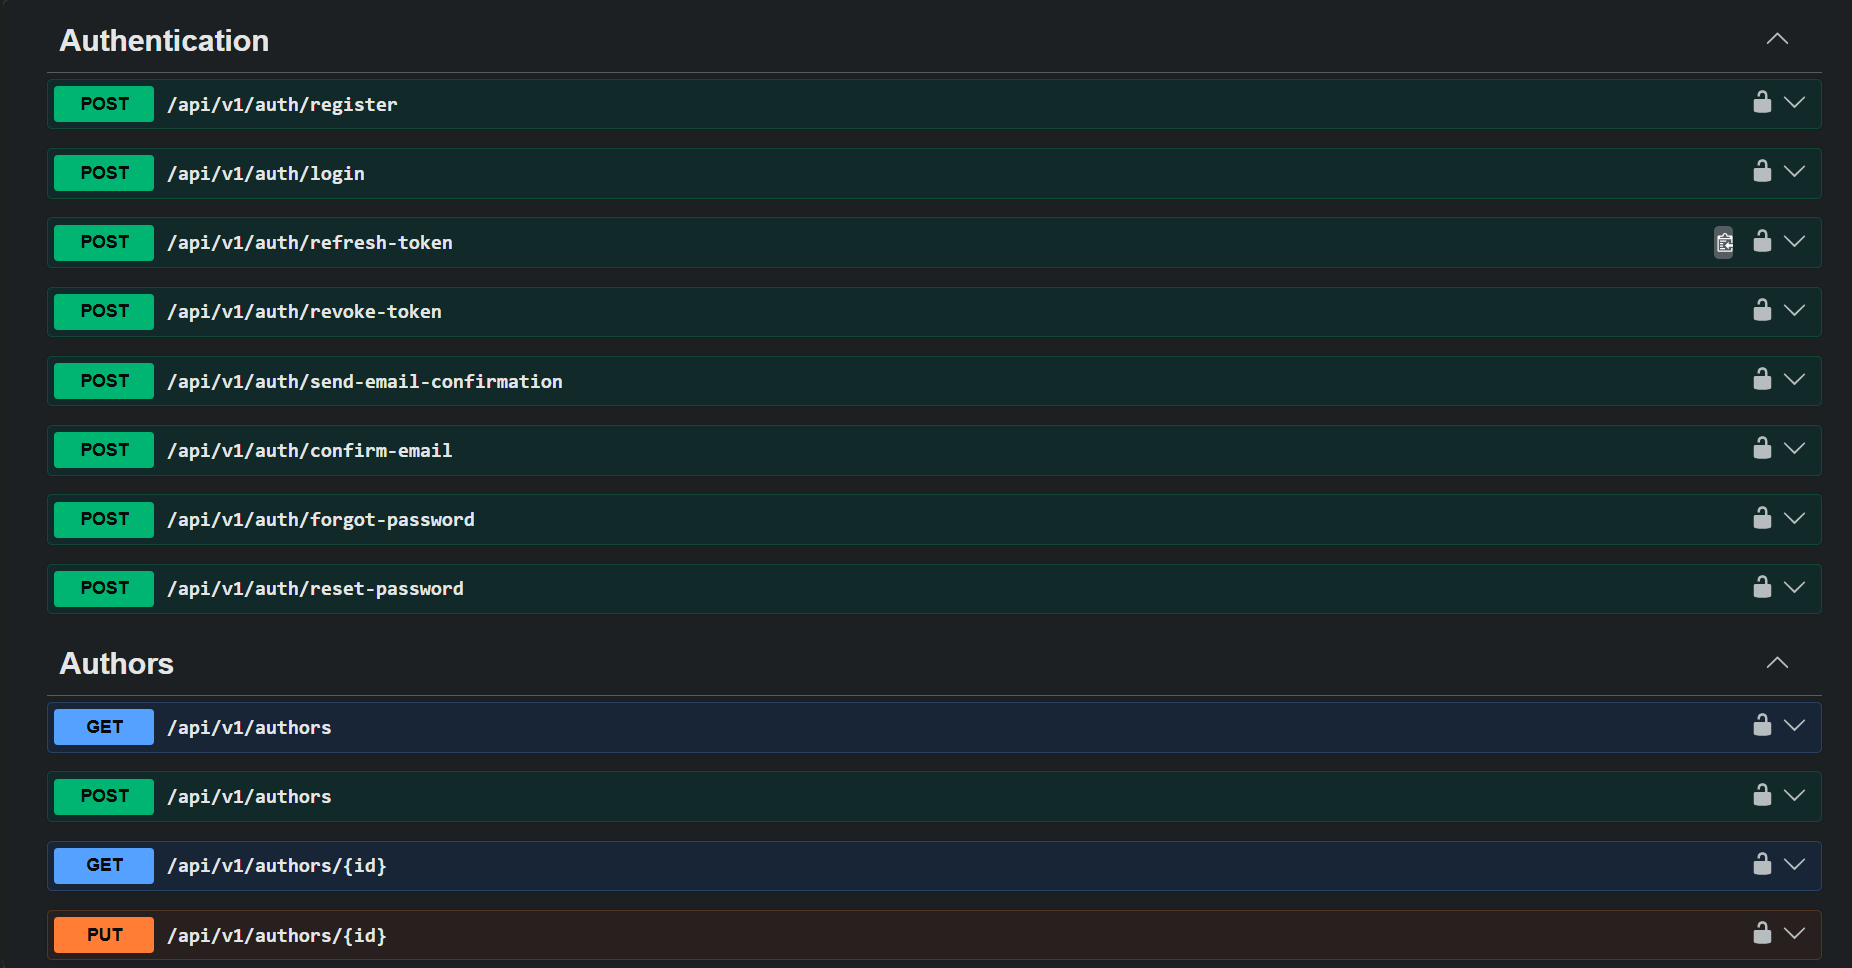 Authentication
POST /api/v1/auth/register
POST /api/v1/auth/login
POST /api/v1/auth/refresh-token
POST /api/v1/auth/revoke-token
POST /api/v1/auth/send-email-confirmation
POST /api/v1/auth/confirm-email
POST /api/v1/auth/forgot-password
POST /api/v1/auth/reset-password
Authors
GET /api/v1/authors
POST /api/v1/authors
GET /api/v1/authors/{id}
PUT /api/v1/authors/{id}